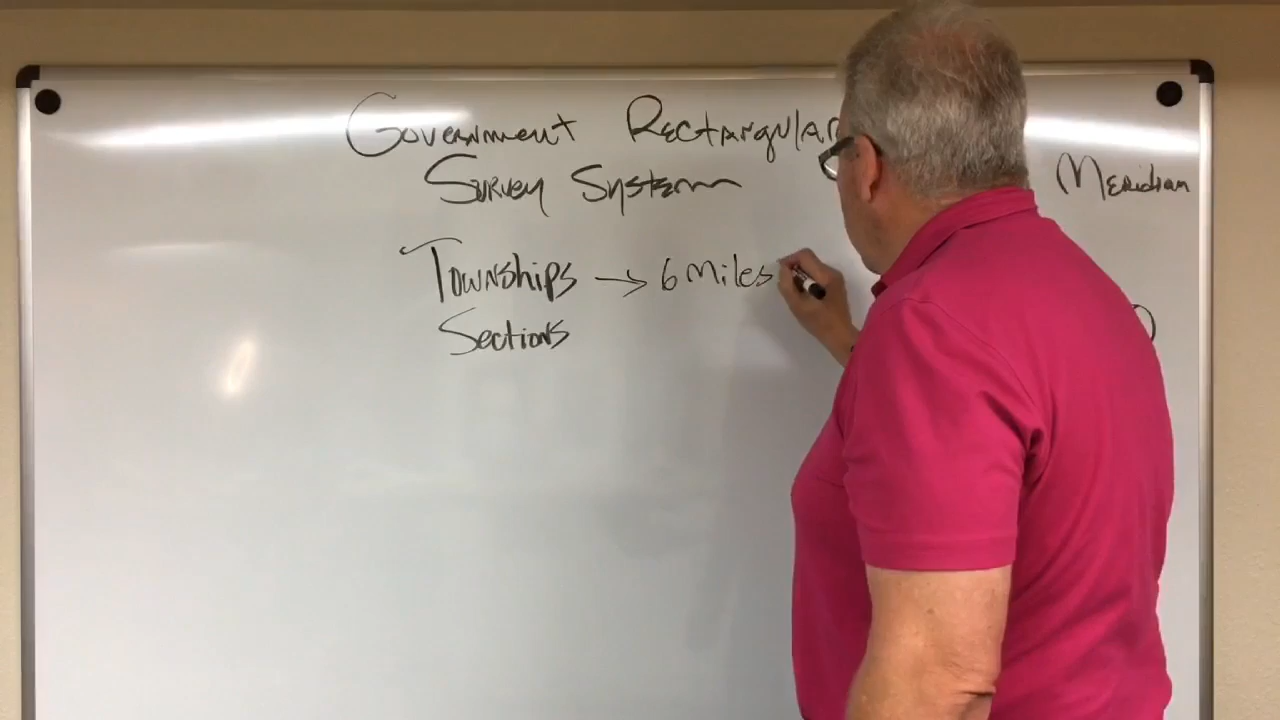 Government Rectangular
Survey System
Meridian
Townships → 6 Miles
Sections